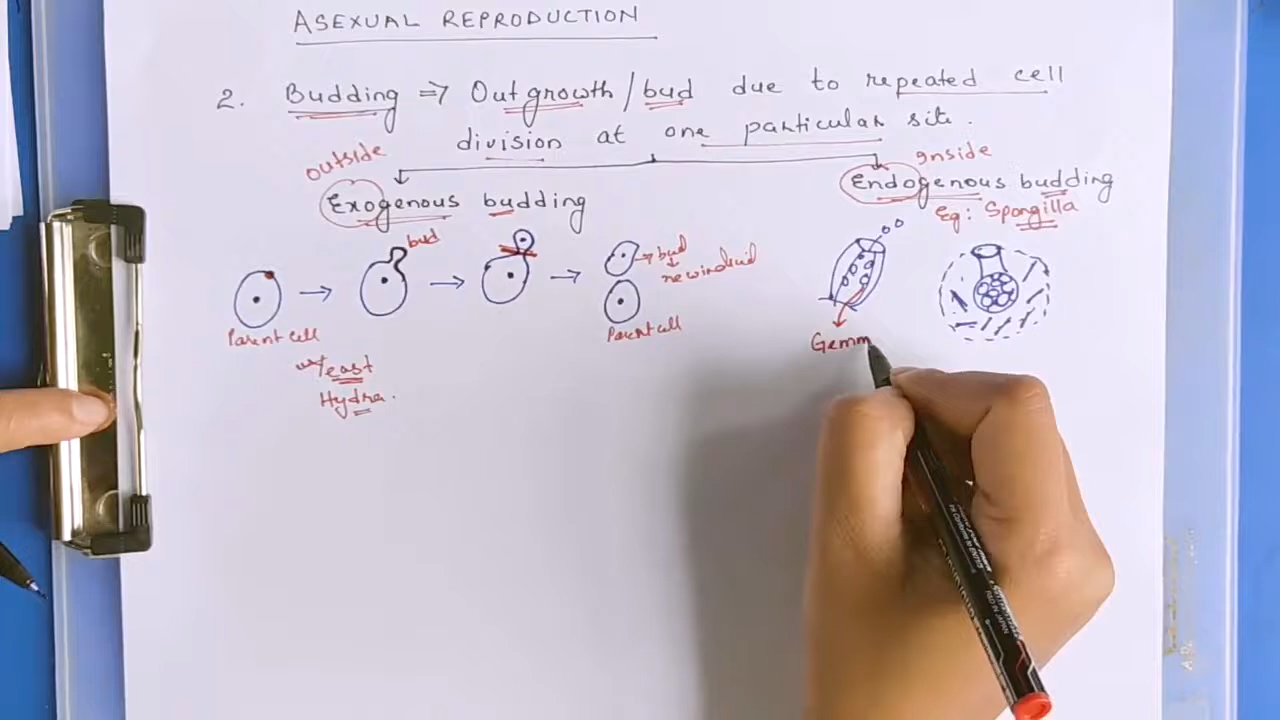 ASEXUAL REPRODUCTION
2. Budding ⇒ Outgrowth/bud due to repeated cell
division at one particular site.
outside
Inside
Exogenous budding
Endogenous budding
Eg: Spongilla
bud
→ bud
↓
new individ
Parent cell
Parent cell
Gemm
Yeast
Hydra.